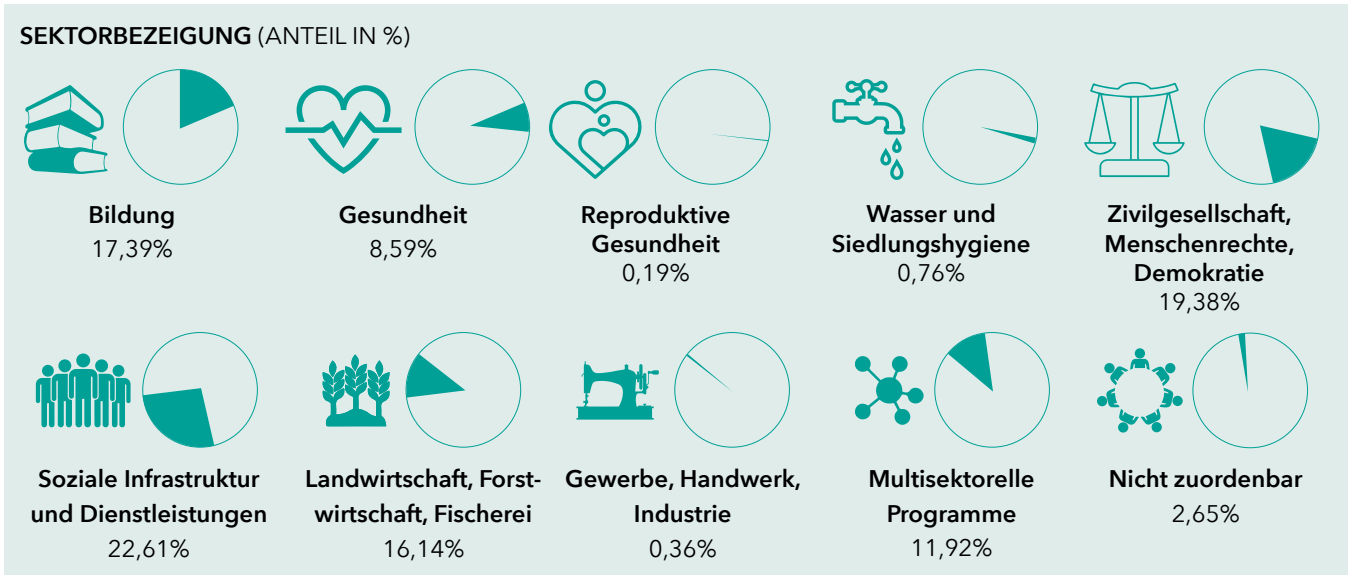 SEKTORBEZEIGUNG (ANTEIL IN %)
Bildung
17,39%
Gesundheit
8,59%
Reproduktive
Gesundheit
0,19%
Wasser und
Siedlungshygiene
0,76%
Zivilgesellschaft,
Menschenrechte,
Demokratie
19,38%
Soziale Infrastruktur
und Dienstleistungen
22,61%
Landwirtschaft, Forst-
wirtschaft, Fischerei
16,14%
Gewerbe, Handwerk,
Industrie
0,36%
Multisektorelle
Programme
11,92%
Nicht zuordenbar
2,65%